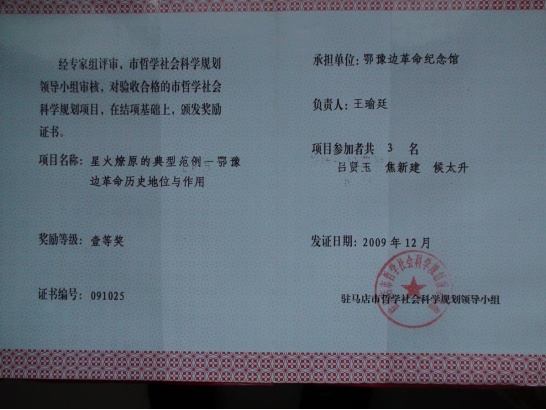 经专家组评审，市哲学社会科学规划
领导小组审核，对验收合格的市哲学社会
科学规划项目，在结项基础上，颁发奖励
证书。
项目名称：星火燎原的典型范例—鄂豫
边革命历史地位与作用
奖励等级：壹等奖
证书编号：091025
承担单位：鄂豫边革命纪念馆
负责人：王瑜廷
项目参加者共 3 名
吕贤玉 焦新建 侯太升
发证日期：2009 年 12 月
驻马店市哲学社会科学规划领导小组